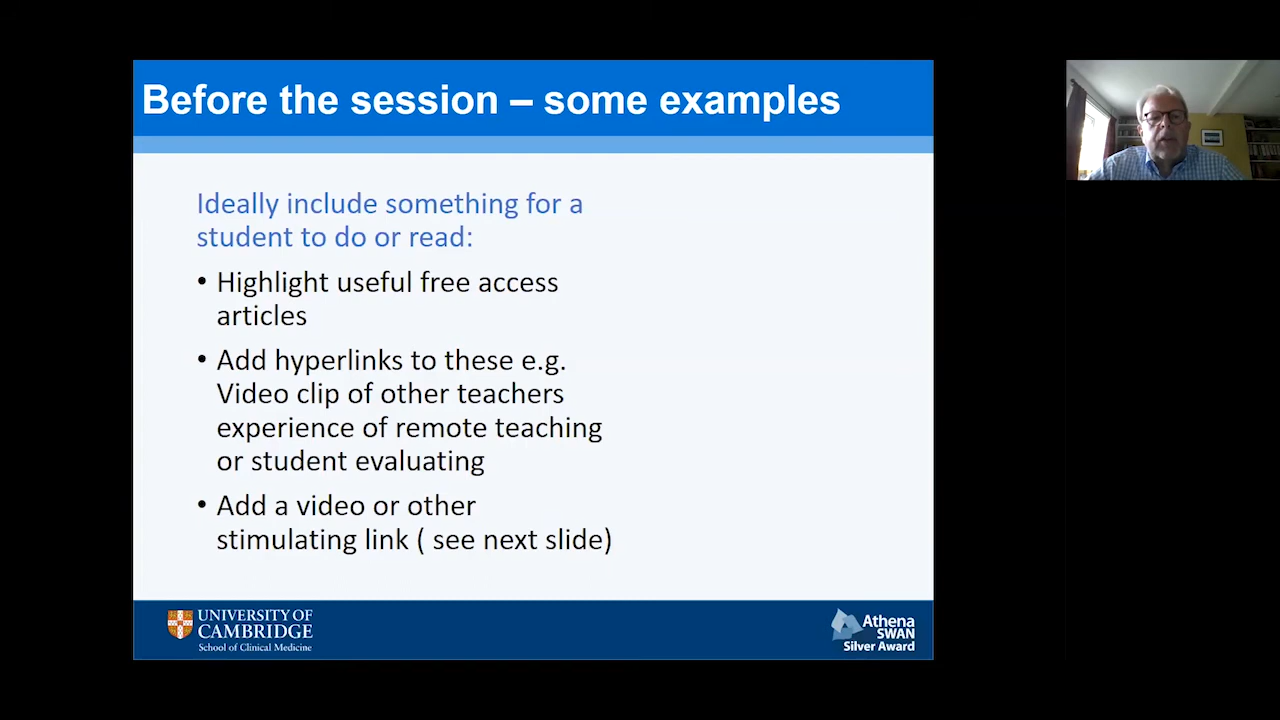 Before the session – some examples
Ideally include something for a
student to do or read:
• Highlight useful free access
articles
• Add hyperlinks to these e.g.
Video clip of other teachers
experience of remote teaching
or student evaluating
• Add a video or other
stimulating link ( see next slide)
UNIVERSITY OF
CAMBRIDGE
School of Clinical Medicine
Athena
SWAN
Silver Award